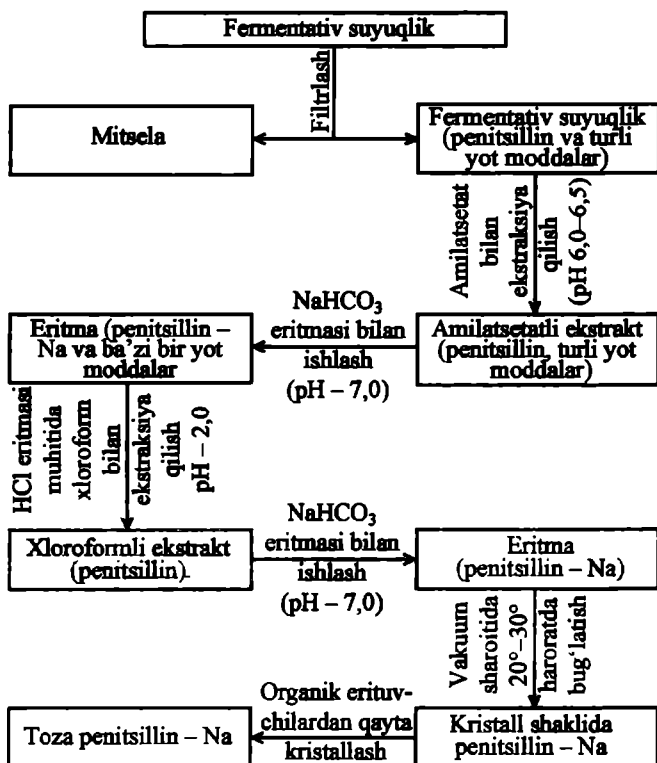 Fermentativ suyuqlik
Filtrlash
Mitsela
Fermentativ suyuqlik
(penitsillin va turli
yot moddalar)
Amilatsetat
bilan
ekstraksiya
qilish
(pH 6,0–6,5)
Eritma (penitsillin –
Na va ba’zi bir yot
moddalar
NaHCO₃
eritmasi bilan
ishlash
(pH – 7,0)
Amilatsetatli ekstrakt
(penitsillin, turli yot
moddalar)
HCl eritmasi
muhitida
xloroform
bilan
ekstraksiya
qilish
pH – 2,0
Xloroformli ekstrakt
(penitsillin).
NaHCO₃
eritmasi bilan
ishlash
(pH – 7,0)
Eritma
(penitsillin – Na)
Vakuum
sharoitida
20°–30°
haroratda
bug‘latish
Toza penitsillin – Na
Organik erituv-
chilardan qayta
kristallash
Kristall shaklida
penitsillin – Na